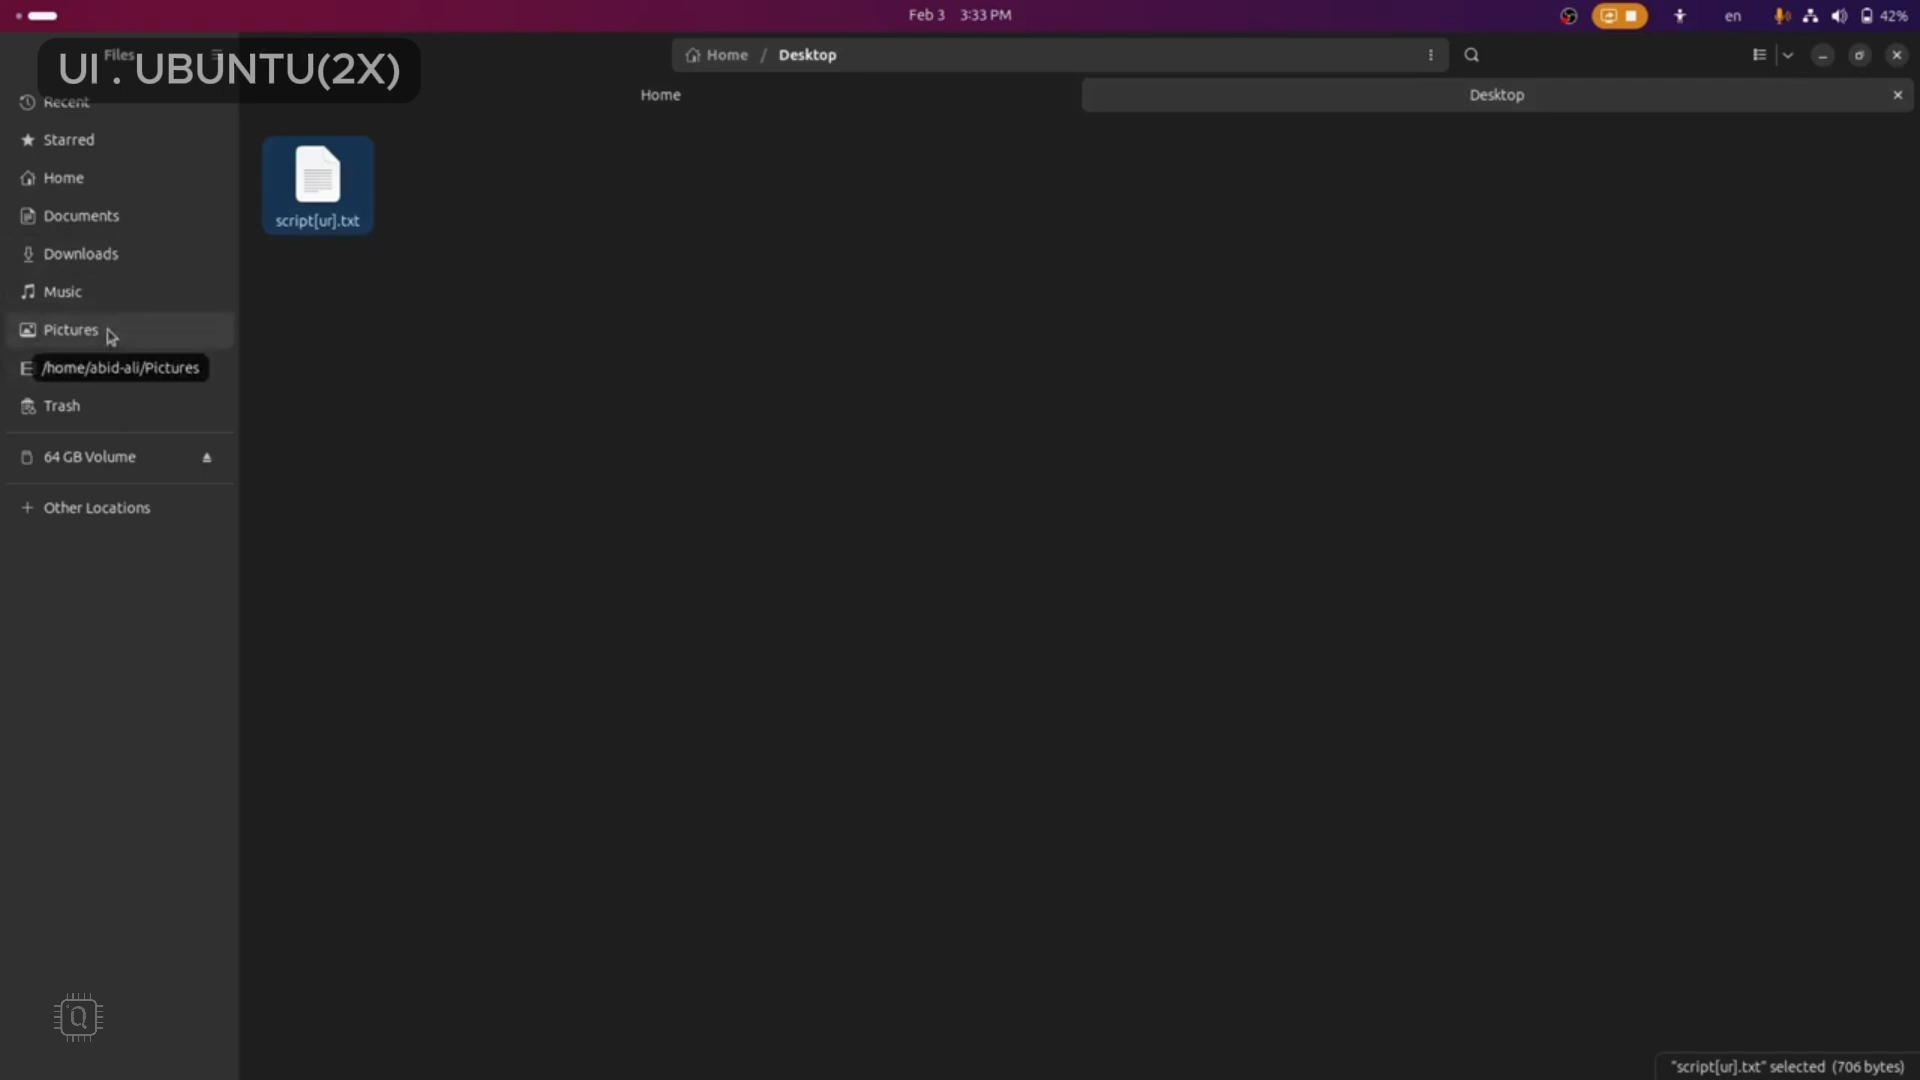 Feb 3 3:33 PM
en
42%
Files
UI . UBUNTU(2X)
Home / Desktop
Home
Desktop
Recent
Starred
Home
Documents
Downloads
Music
Pictures
/home/abid-ali/Pictures
Trash
64 GB Volume
Other Locations
script[ur].txt
Q
"script[ur].txt" selected (706 bytes)